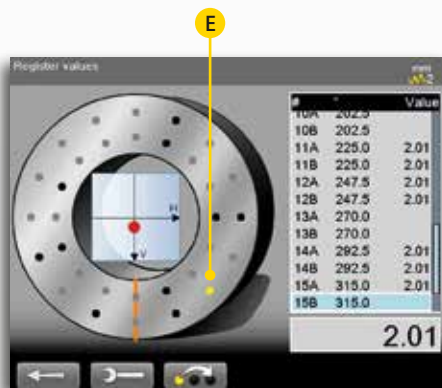 E
Register values
mm
2
# ° Value
10A 202.5
10B 202.5
11A 225.0 2.01
11B 225.0 2.01
12A 247.5 2.01
12B 247.5 2.01
13A 270.0
13B 270.0
14A 292.5 2.01
14B 292.5 2.01
15A 315.0 2.01
15B 315.0
H
V
2.01